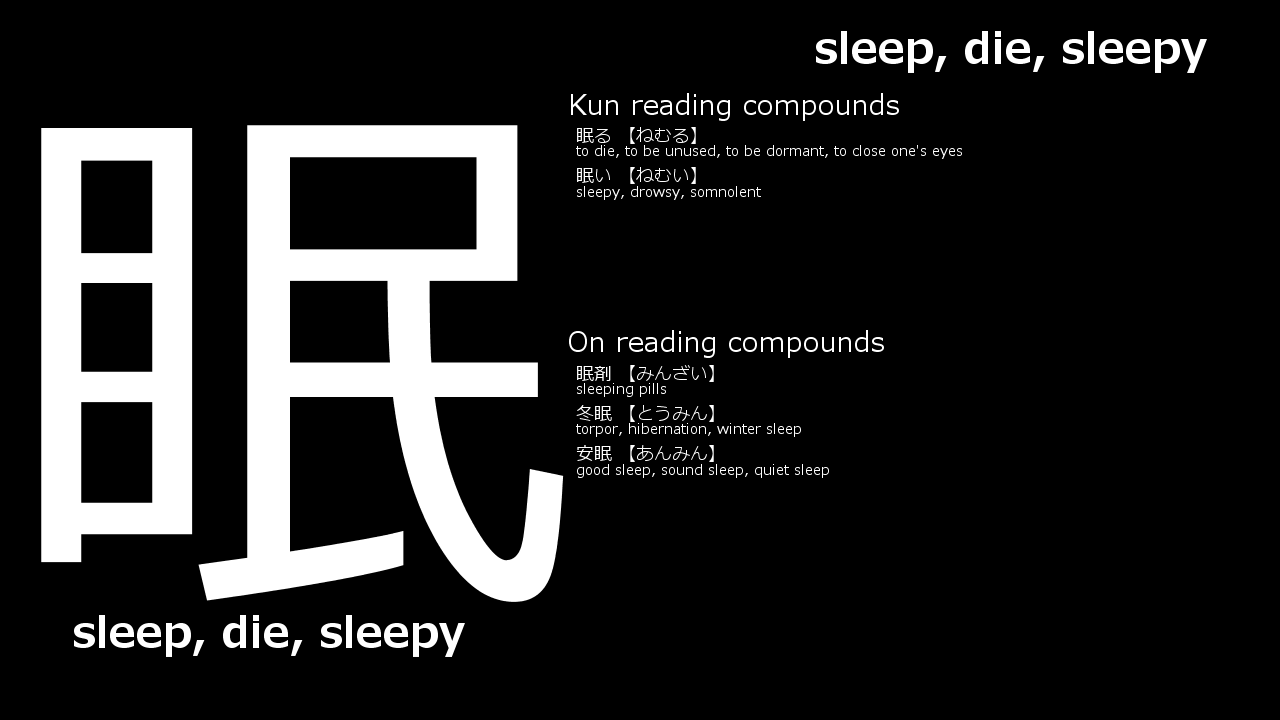 sleep, die, sleepy
眠
Kun reading compounds
眠る 【ねむる】
to die, to be unused, to be dormant, to close one's eyes
眠い 【ねむい】
sleepy, drowsy, somnolent
On reading compounds
眠剤 【みんざい】
sleeping pills
冬眠 【とうみん】
torpor, hibernation, winter sleep
安眠 【あんみん】
good sleep, sound sleep, quiet sleep
sleep, die, sleepy